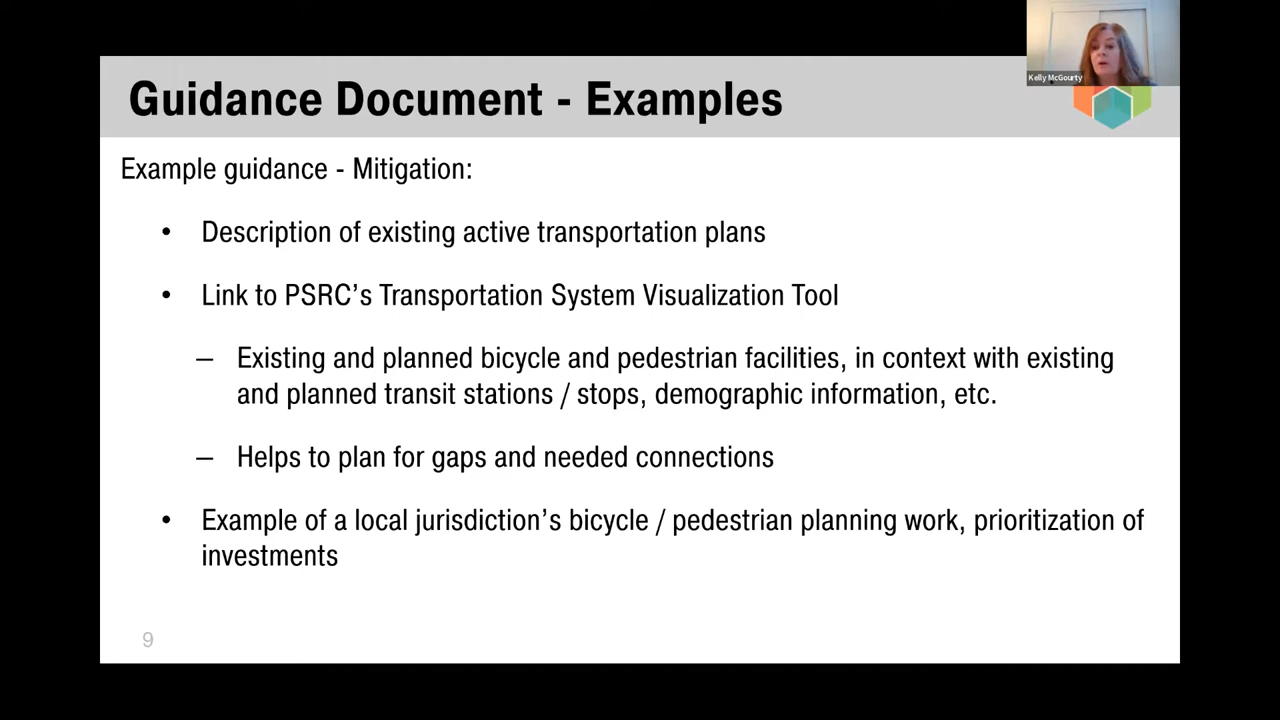 Kelly McGourty
Guidance Document - Examples
Example guidance - Mitigation:
• Description of existing active transportation plans
• Link to PSRC's Transportation System Visualization Tool
– Existing and planned bicycle and pedestrian facilities, in context with existing
and planned transit stations / stops, demographic information, etc.
– Helps to plan for gaps and needed connections
• Example of a local jurisdiction's bicycle / pedestrian planning work, prioritization of
investments
9